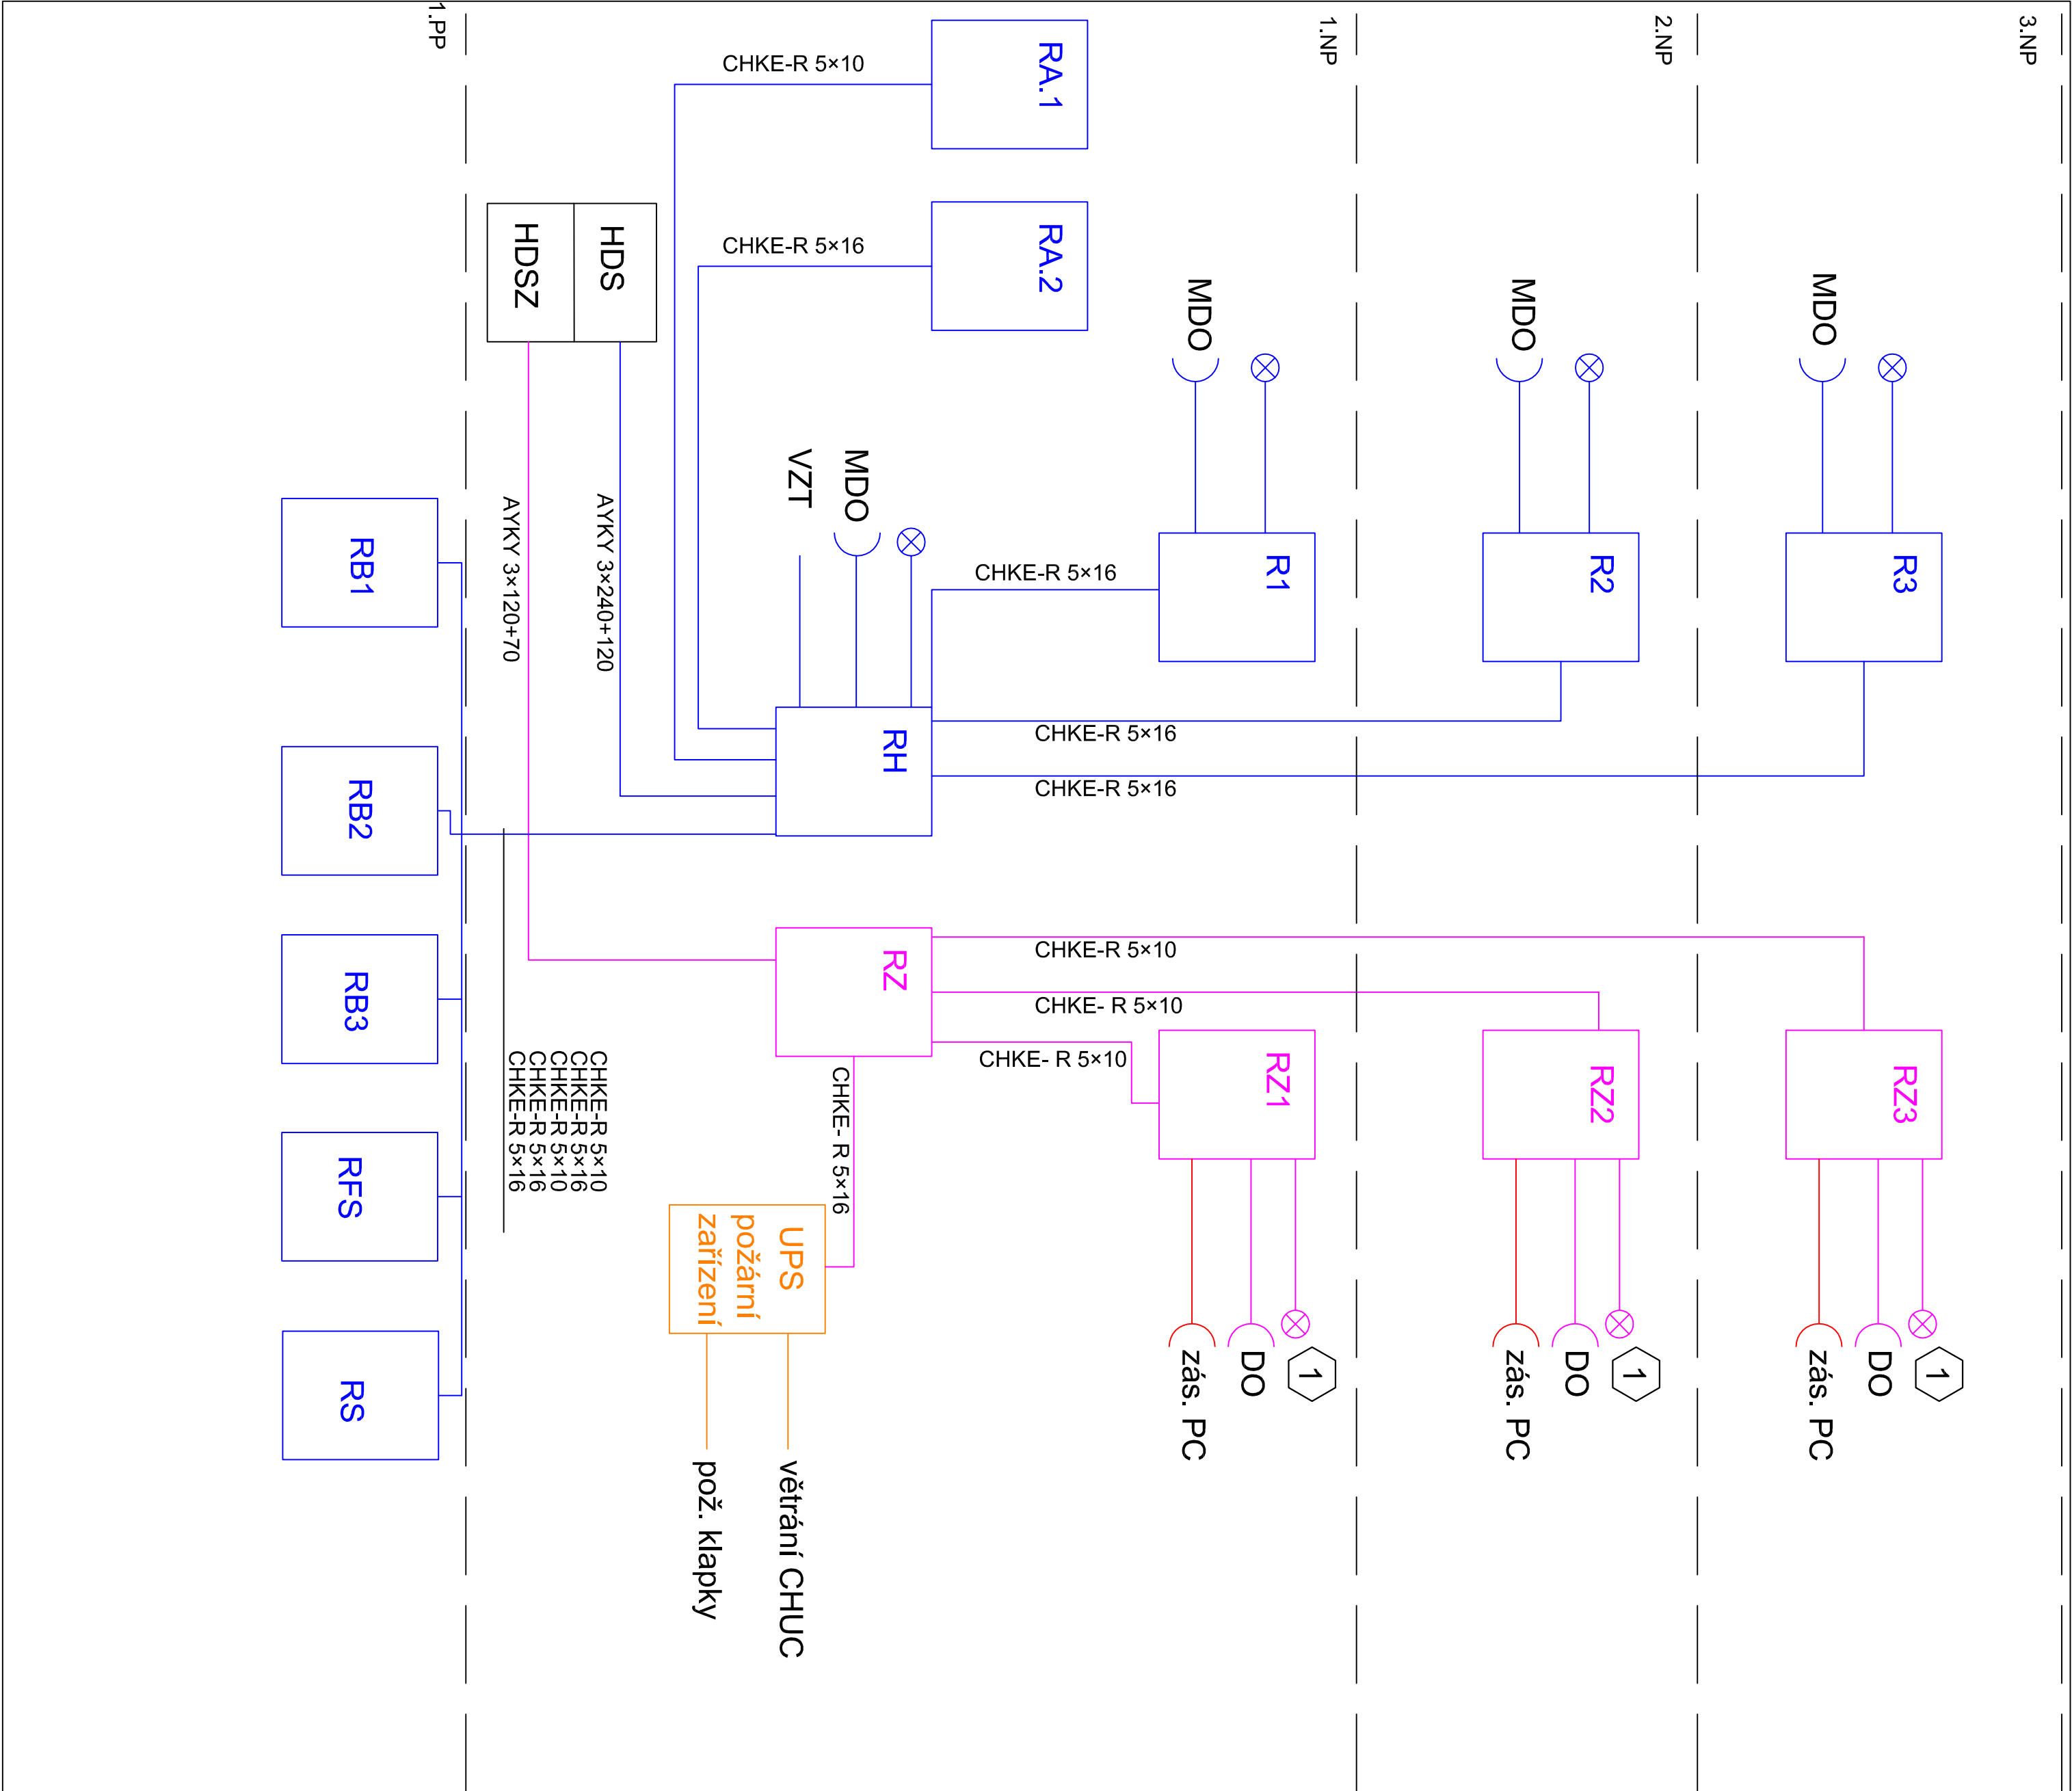 3.NP
MDO
R3
RZ3
1
DO
zás. PC
2.NP
MDO
R2
RZ2
1
DO
zás. PC
1.NP
RA.1
RA.2
MDO
R1
RZ1
1
DO
zás. PC
CHKE-R 5×10
CHKE-R 5×16
CHKE-R 5×16
CHKE-R 5×16
CHKE-R 5×16
CHKE-R 5×10
CHKE- R 5×10
CHKE- R 5×10
MDO
VZT
RH
RZ
CHKE- R 5×16
UPS
požární
zařízení
větrání CHUC
pož. klapky
HDS
HDSZ
AYKY 3×240+120
AYKY 3×120+70
CHKE-R 5×10
CHKE-R 5×16
CHKE-R 5×10
CHKE-R 5×16
CHKE-R 5×16
1.PP
RB1
RB2
RB3
RFS
RS